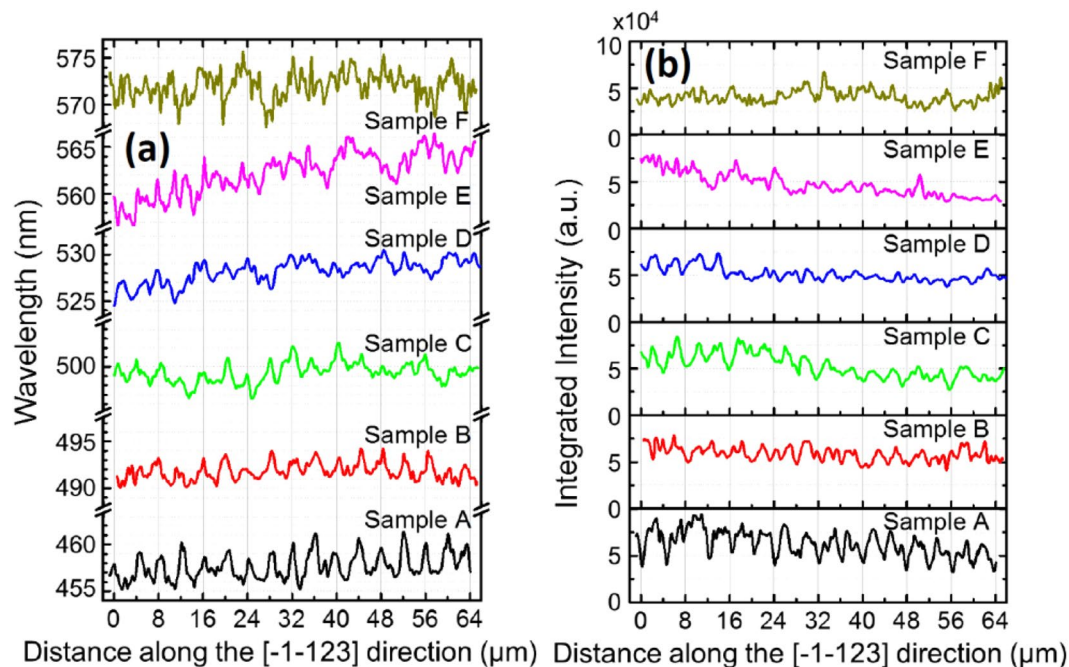 (a)
Wavelength (nm)
575
570
565
560
530
525
500
495
490
460
455
Sample F
Sample E
Sample D
Sample C
Sample B
Sample A
0 8 16 24 32 40 48 56 64
Distance along the [-1-123] direction (μm)
x10⁴
(b)
Integrated Intensity (a.u.)
10
5
0
5
0
5
0
5
0
5
0
5
0
Sample F
Sample E
Sample D
Sample C
Sample B
Sample A
0 8 16 24 32 40 48 56 64
Distance along the [-1-123] direction (μm)